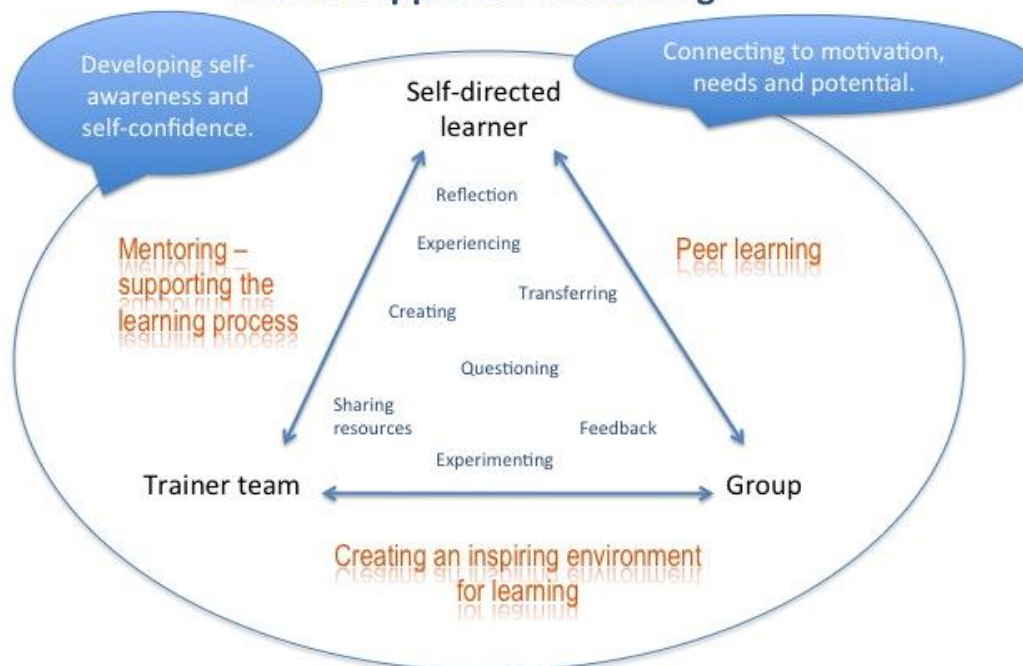 Developing self-
awareness and
self-confidence.
Connecting to motivation,
needs and potential.
Self-directed
learner
Reflection
Experiencing
Mentoring –
supporting the
learning process
Peer learning
Transferring
Creating
Questioning
Sharing
resources
Feedback
Experimenting
Trainer team
Group
Creating an inspiring environment
for learning